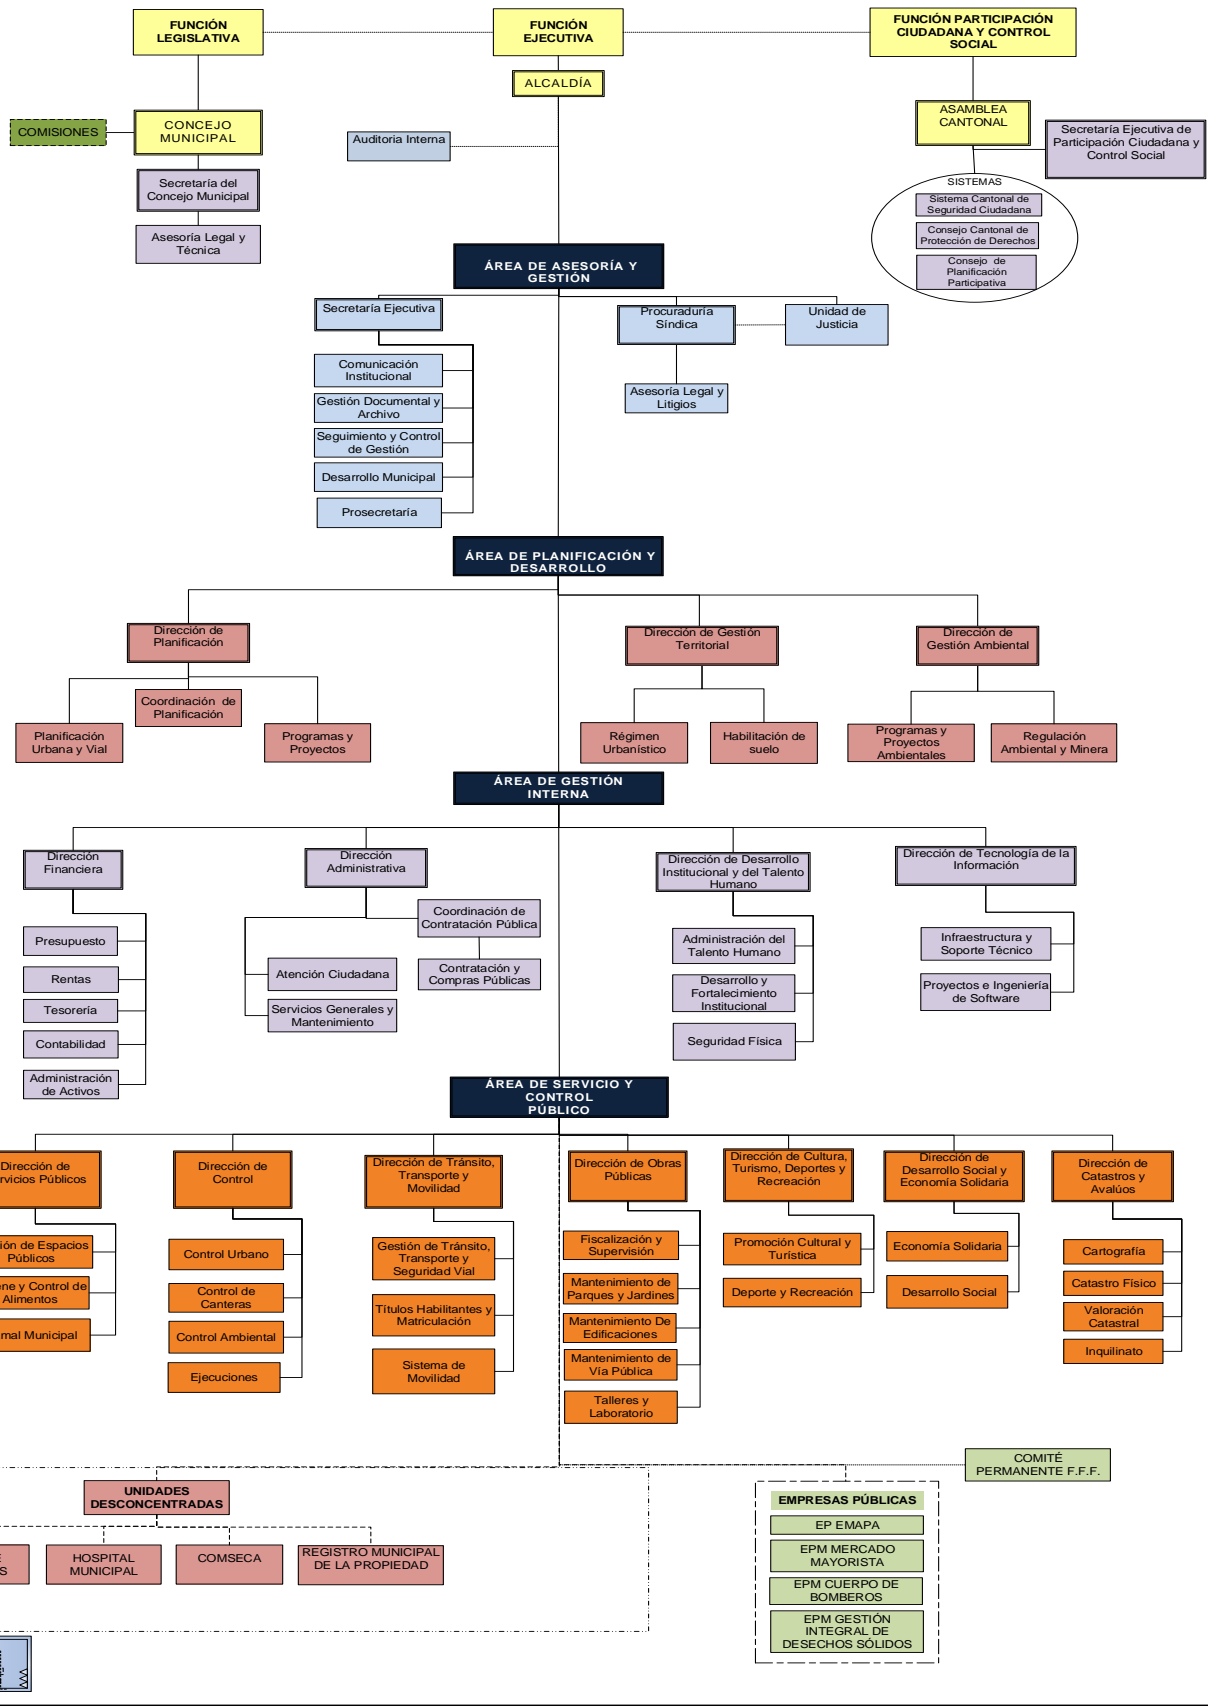 FUNCIÓN
LEGISLATIVA
FUNCIÓN
EJECUTIVA
FUNCIÓN PARTICIPACIÓN
CIUDADANA Y CONTROL
SOCIAL
ALCALDÍA
COMISIONES
CONCEJO
MUNICIPAL
Auditoria Interna
ASAMBLEA
CANTONAL
Secretaría Ejecutiva de
Participación Ciudadana y
Control Social
Secretaría del
Concejo Municipal
Asesoría Legal y
Técnica
SISTEMAS
Sistema Cantonal de
Seguridad Ciudadana
Consejo Cantonal de
Protección de Derechos
Consejo de
Planificación
Participativa
ÁREA DE ASESORÍA Y
GESTIÓN
Secretaría Ejecutiva
Procuraduría
Síndica
Unidad de
Justicia
Comunicación
Institucional
Gestión Documental y
Archivo
Seguimiento y Control
de Gestión
Desarrollo Municipal
Prosecretaría
Asesoría Legal y
Litigios
ÁREA DE PLANIFICACIÓN Y
DESARROLLO
Dirección de
Planificación
Dirección de Gestión
Territorial
Dirección de
Gestión Ambiental
Planificación
Urbana y Vial
Coordinación de
Planificación
Programas y
Proyectos
Régimen
Urbanístico
Habilitación de
suelo
Programas y
Proyectos
Ambientales
Regulación
Ambiental y Minera
ÁREA DE GESTIÓN
INTERNA
Dirección
Financiera
Dirección
Administrativa
Dirección de Desarrollo
Institucional y del Talento
Humano
Dirección de Tecnología de la
Información
Presupuesto
Rentas
Tesorería
Contabilidad
Administración
de Activos
Coordinación de
Contratación Pública
Atención Ciudadana
Contratación y
Compras Públicas
Servicios Generales y
Mantenimiento
Administración del
Talento Humano
Desarrollo y
Fortalecimiento
Institucional
Seguridad Física
Infraestructura y
Soporte Técnico
Proyectos e Ingeniería
de Software
ÁREA DE SERVICIO Y
CONTROL
PÚBLICO
Dirección de
rvicios Públicos
Dirección de
Control
Dirección de Tránsito,
Transporte y
Movilidad
Dirección de Obras
Públicas
Dirección de Cultura,
Turismo, Deportes y
Recreación
Dirección de
Desarrollo Social y
Economía Solidaria
Dirección de
Catastros y
Avalúos
ión de Espacios
Públicos
ene y Control de
Alimentos
mal Municipal
Control Urbano
Control de
Canteras
Control Ambiental
Ejecuciones
Gestión de Tránsito,
Transporte y
Seguridad Vial
Títulos Habilitantes y
Matriculación
Sistema de
Movilidad
Fiscalización y
Supervisión
Mantenimiento de
Parques y Jardines
Mantenimiento De
Edificaciones
Mantenimiento de
Vía Pública
Talleres y
Laboratorio
Promoción Cultural y
Turística
Deporte y Recreación
Economía Solidaria
Desarrollo Social
Cartografía
Catastro Físico
Valoración
Catastral
Inquilinato
COMITÉ
PERMANENTE F.F.F.
UNIDADES
DESCONCENTRADAS
E
S
HOSPITAL
MUNICIPAL
COMSECA
REGISTRO MUNICIPAL
DE LA PROPIEDAD
EMPRESAS PÚBLICAS
EP EMAPA
EPM MERCADO
MAYORISTA
EPM CUERPO DE
BOMBEROS
EPM GESTIÓN
INTEGRAL DE
DESECHOS SÓLIDOS